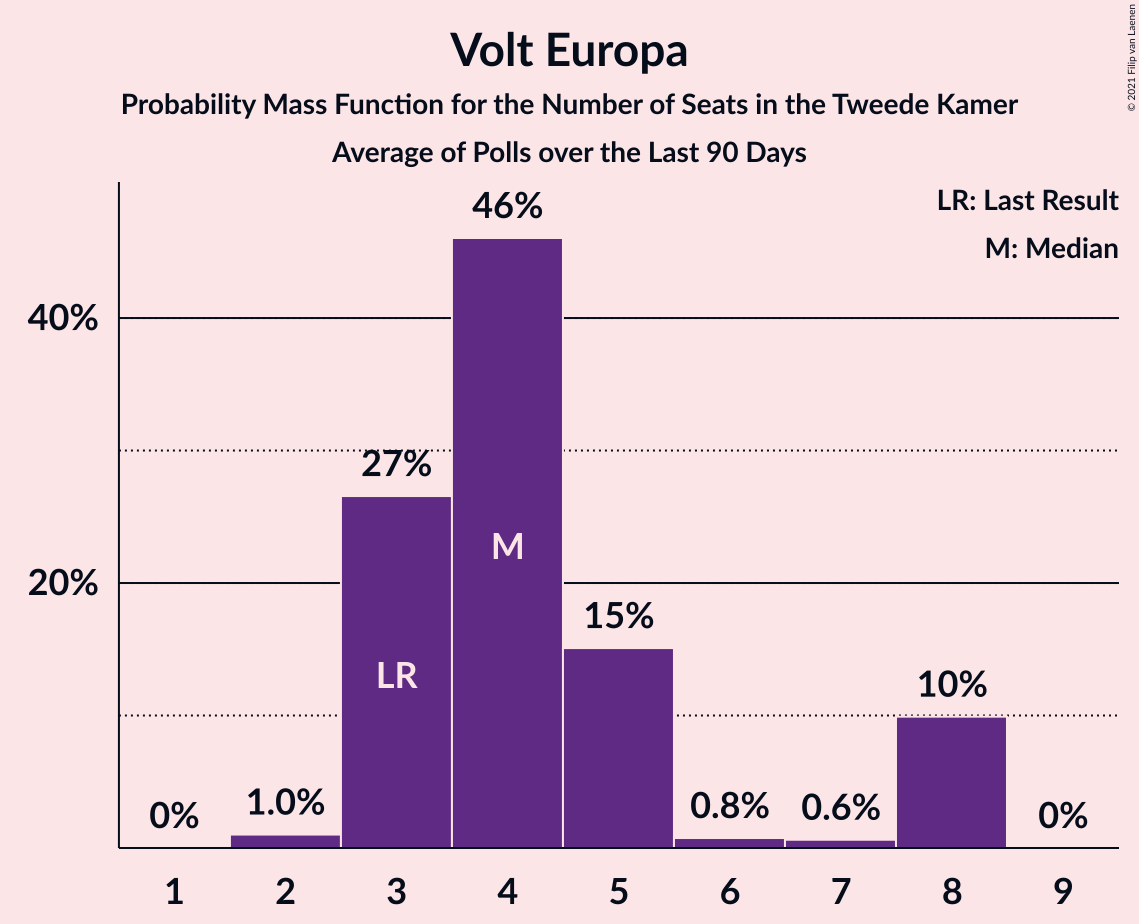 Volt Europa
Probability Mass Function for the Number of Seats in the Tweede Kamer
Average of Polls over the Last 90 Days
© 2021 Filip van Laenen
LR: Last Result
M: Median
46%
40%
27%
M
20%
15%
LR
10%
0%
1.0%
0.8%
0.6%
0%
1 2 3 4 5 6 7 8 9